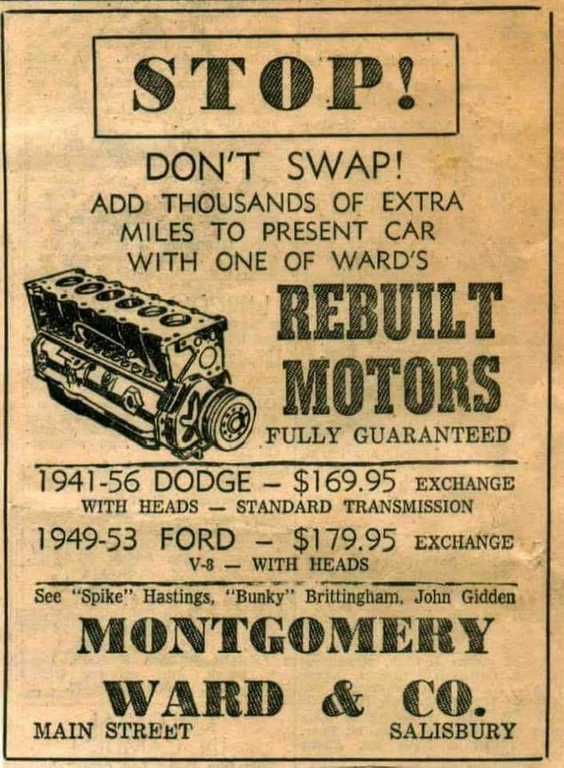 STOP!
DON'T SWAP!
ADD THOUSANDS OF EXTRA
MILES TO PRESENT CAR
WITH ONE OF WARD'S
REBUILT
MOTORS
FULLY GUARANTEED
1941-56 DODGE — $169.95 EXCHANGE
WITH HEADS — STANDARD TRANSMISSION
1949-53 FORD — $179.95 EXCHANGE
V-8 — WITH HEADS
See "Spike" Hastings, "Bunky" Brittingham, John Gidden
MONTGOMERY
WARD & CO.
MAIN STREET SALISBURY